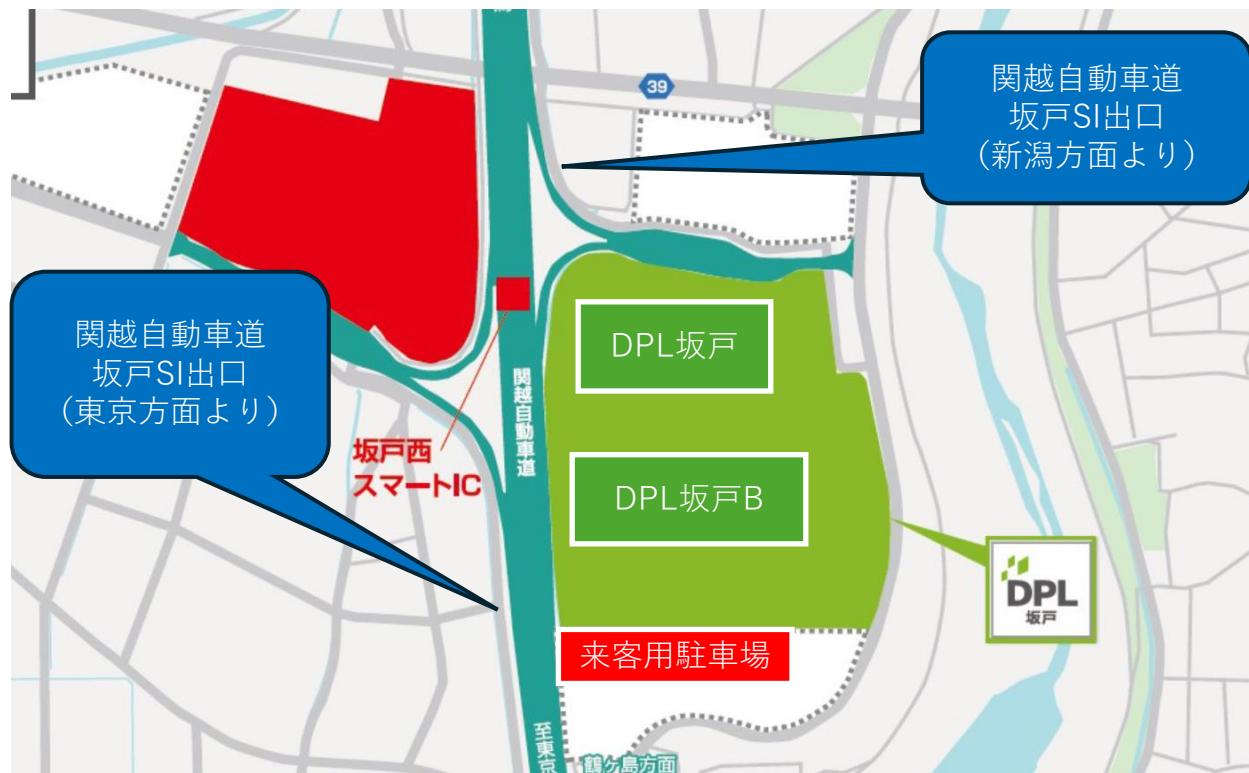 潟
39
関越自動車道
坂戸SI出口
(新潟方面より)
関越自動車道
坂戸SI出口
(東京方面より)
DPL坂戸
関越自動車道
坂戸西
スマートIC
DPL坂戸B
DPL
坂戸
来客用駐車場
至東京
鶴ヶ島方面